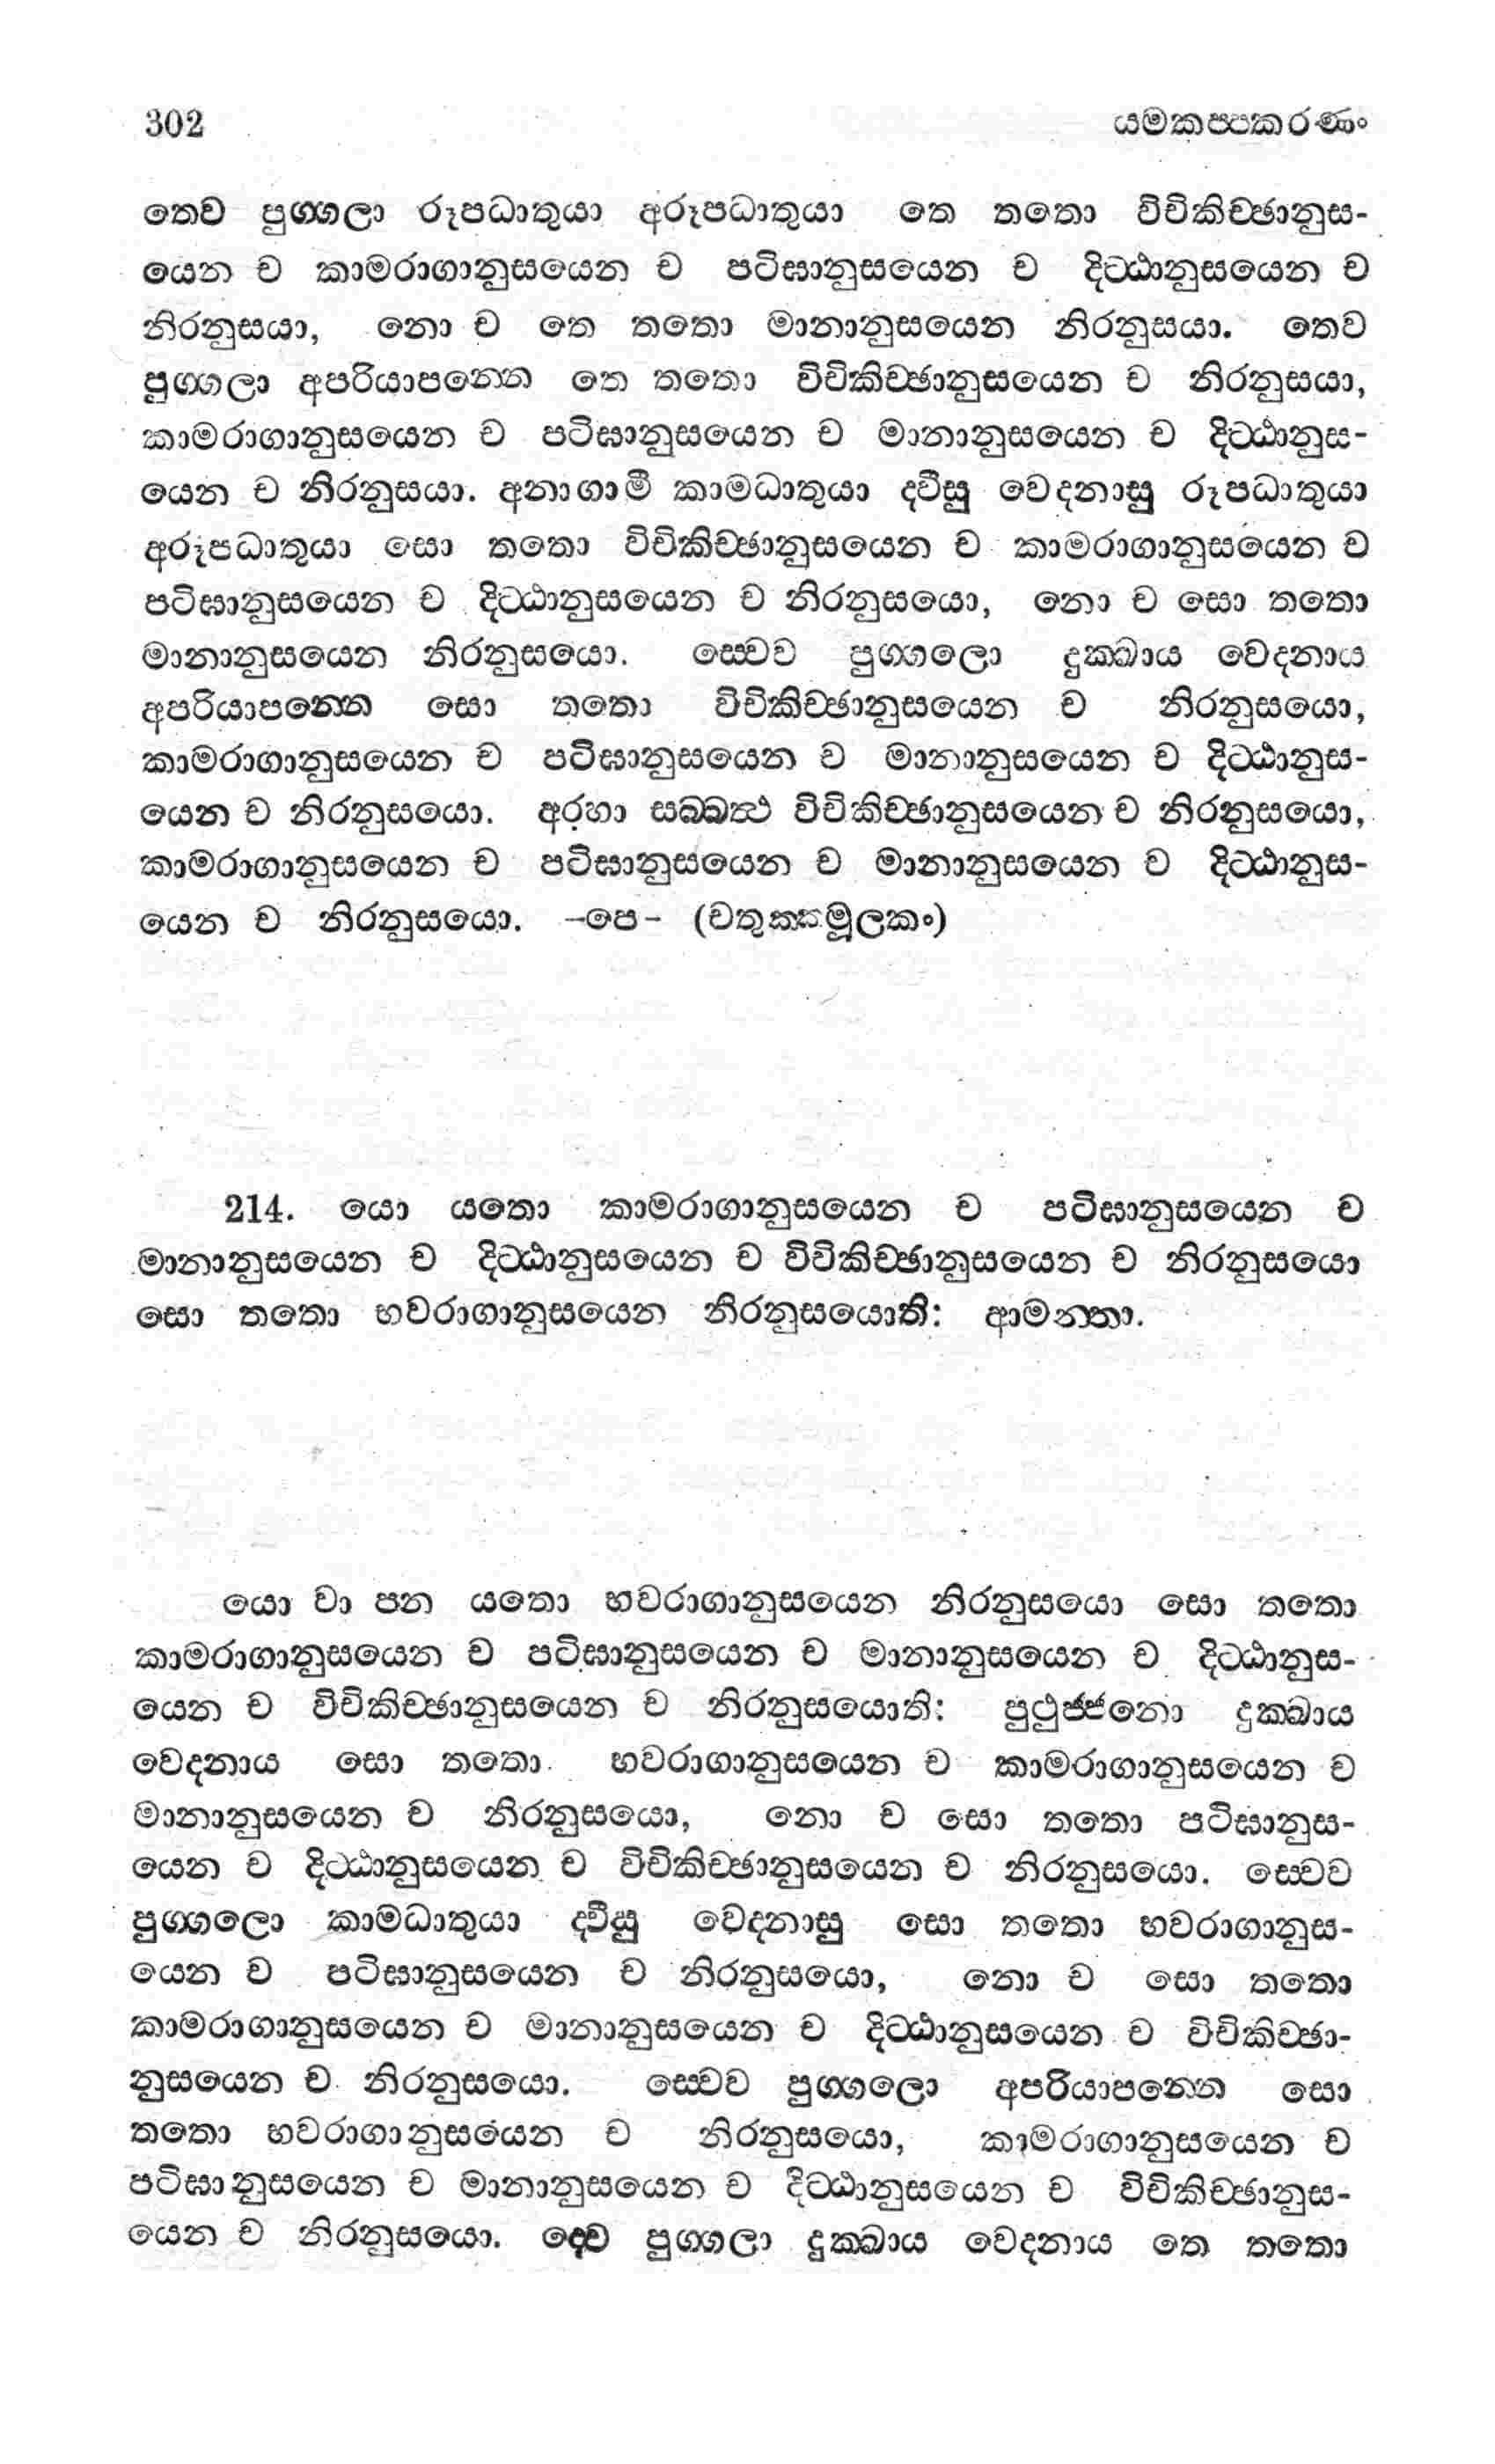 302 යමකප්පකරණං
තෙව පුග්ගලා රූපධාතුයා අරූපධාතුයා තෙ තතො විචිකිච්ඡානුස-
යෙන ච කාමරාගානුසයෙන ච පටිඝානුසයෙන ච දිට්ඨානුසයෙන ච
නිරනුසයා, නො ච තෙ තතො මානානුසයෙන නිරනුසයා. තෙව
පුග්ගලා අපරියාපන්නෙ තෙ තතො විචිකිච්ඡානුසයෙන ච නිරනුසයා,
කාමරාගානුසයෙන ච පටිඝානුසයෙන ච මානානුසයෙන ච දිට්ඨානුස-
යෙන ච නිරනුසයා. අනාගාමී කාමධාතුයා ද්වීසු වෙදනාසු රූපධාතුයා
අරූපධාතුයා සො තතො විචිකිච්ඡානුසයෙන ච කාමරාගානුසයෙන ච
පටිඝානුසයෙන ච දිට්ඨානුසයෙන ච නිරනුසයො, නො ච සො තතො
මානානුසයෙන නිරනුසයො. ස්වෙව පුග්ගලො දුක්ඛාය වෙදනාය
අපරියාපන්නෙ සො තතො විචිකිච්ඡානුසයෙන ච නිරනුසයො,
කාමරාගානුසයෙන ච පටිඝානුසයෙන ච මානානුසයෙන ච දිට්ඨානුස-
යෙන ච නිරනුසයො. අරහා සබ්බත්ථ විචිකිච්ඡානුසයෙන ච නිරනුසයො,
කාමරාගානුසයෙන ච පටිඝානුසයෙන ච මානානුසයෙන ච දිට්ඨානුස-
යෙන ච නිරනුසයො. -පෙ- (චතුක්කමූලකං)
214. යො යතො කාමරාගානුසයෙන ච පටිඝානුසයෙන ච
මානානුසයෙන ච දිට්ඨානුසයෙන ච විචිකිච්ඡානුසයෙන ච නිරනුසයො
සො තතො භවරාගානුසයෙන නිරනුසයොති: ආමන්තා.
යො වා පන යතො භවරාගානුසයෙන නිරනුසයො සො තතො
කාමරාගානුසයෙන ච පටිඝානුසයෙන ච මානානුසයෙන ච දිට්ඨානුස-
යෙන ච විචිකිච්ඡානුසයෙන ච නිරනුසයොති: පුථුජ්ජනො දුක්ඛාය
වෙදනාය සො තතො භවරාගානුසයෙන ච කාමරාගානුසයෙන ච
මානානුසයෙන ච නිරනුසයො, නො ච සො තතො පටිඝානුස-
යෙන ච දිට්ඨානුසයෙන ච විචිකිච්ඡානුසයෙන ච නිරනුසයො. ස්වෙව
පුග්ගලො කාමධාතුයා ද්වීසු වෙදනාසු සො තතො භවරාගානුස-
යෙන ච පටිඝානුසයෙන ච නිරනුසයො, නො ච සො තතො
කාමරාගානුසයෙන ච මානානුසයෙන ච දිට්ඨානුසයෙන ච විචිකිච්ඡා-
නුසයෙන ච නිරනුසයො. ස්වෙව පුග්ගලො අපරියාපන්නෙ සො
තතො භවරාගානුසයෙන ච නිරනුසයො, කාමරාගානුසයෙන ච
පටිඝානුසයෙන ච මානානුසයෙන ච දිට්ඨානුසයෙන ච විචිකිච්ඡානුස-
යෙන ච නිරනුසයො. ද්වෙ පුග්ගලා දුක්ඛාය වෙදනාය තෙ තතො